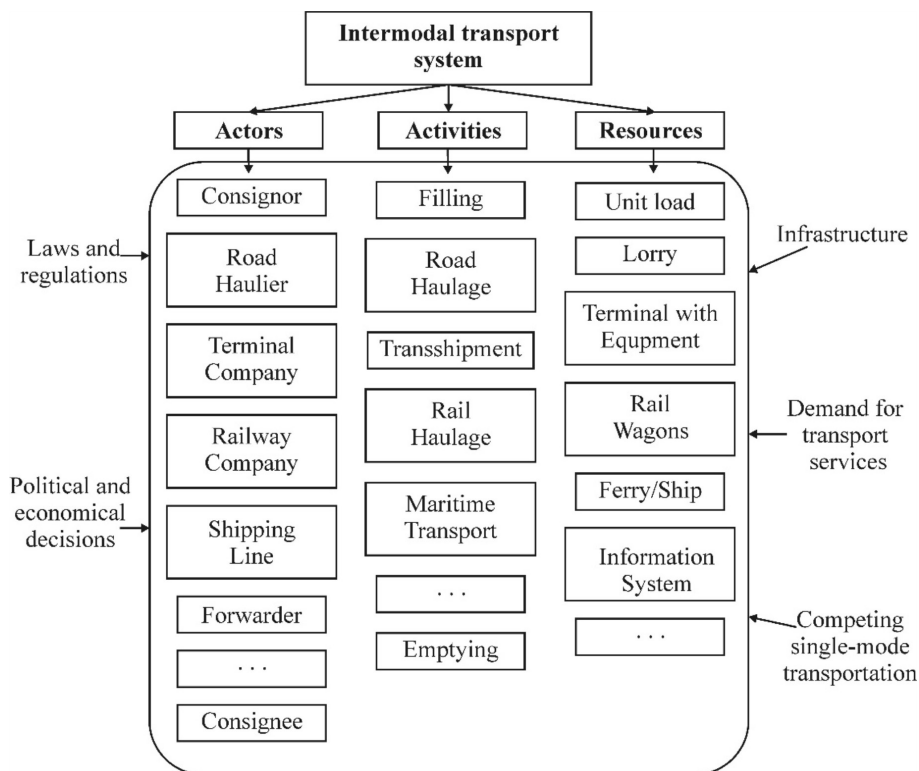 Intermodal transport
system
Actors
Activities
Resources
Consignor
Road
Haulier
Terminal
Company
Railway
Company
Shipping
Line
Forwarder
. . .
Consignee
Filling
Road
Haulage
Transshipment
Rail
Haulage
Maritime
Transport
. . .
Emptying
Unit load
Lorry
Terminal with
Equpment
Rail
Wagons
Ferry/Ship
Information
System
. . .
Laws and
regulations
Political and
economical
decisions
Infrastructure
Demand for
transport
services
Competing
single-mode
transportation